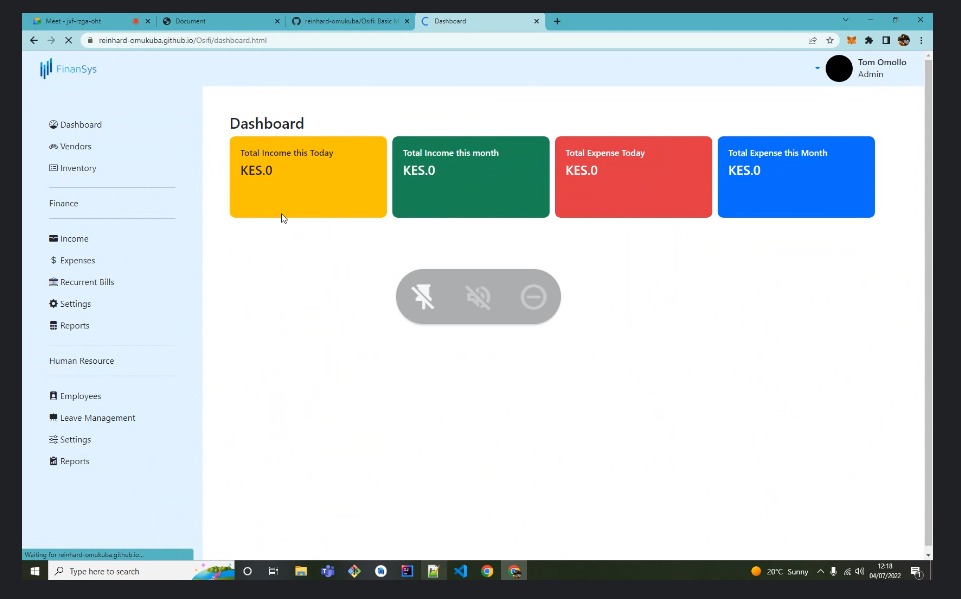 Meet - jxf-rzga-oht
Document
reinhard-omukuba/Osifi: Basic M
Dashboard
reinhard-omukuba.github.io/Osifi/dashboard.html
FinanSys
Tom Omollo
Admin
Dashboard
Vendors
Inventory
Finance
Income
Expenses
Recurrent Bills
Settings
Reports
Human Resource
Employees
Leave Management
Settings
Reports
Dashboard
Total Income this Today
KES.0
Total Income this month
KES.0
Total Expense Today
KES.0
Total Expense this Month
KES.0
Waiting for reinhard-omukuba.github.io...
Type here to search
20°C Sunny
12:18
04/07/2022